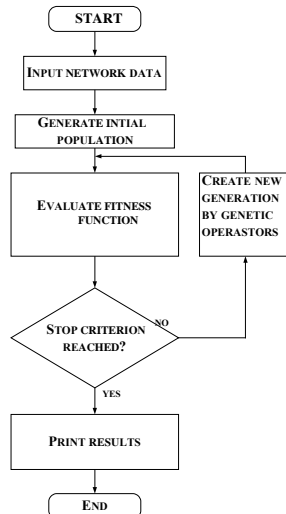 START
INPUT NETWORK DATA
GENERATE INTIAL
POPULATION
EVALUATE FITNESS
FUNCTION
CREATE NEW
GENERATION
BY GENETIC
OPERASTORS
STOP CRITERION
REACHED?
NO
YES
PRINT RESULTS
END